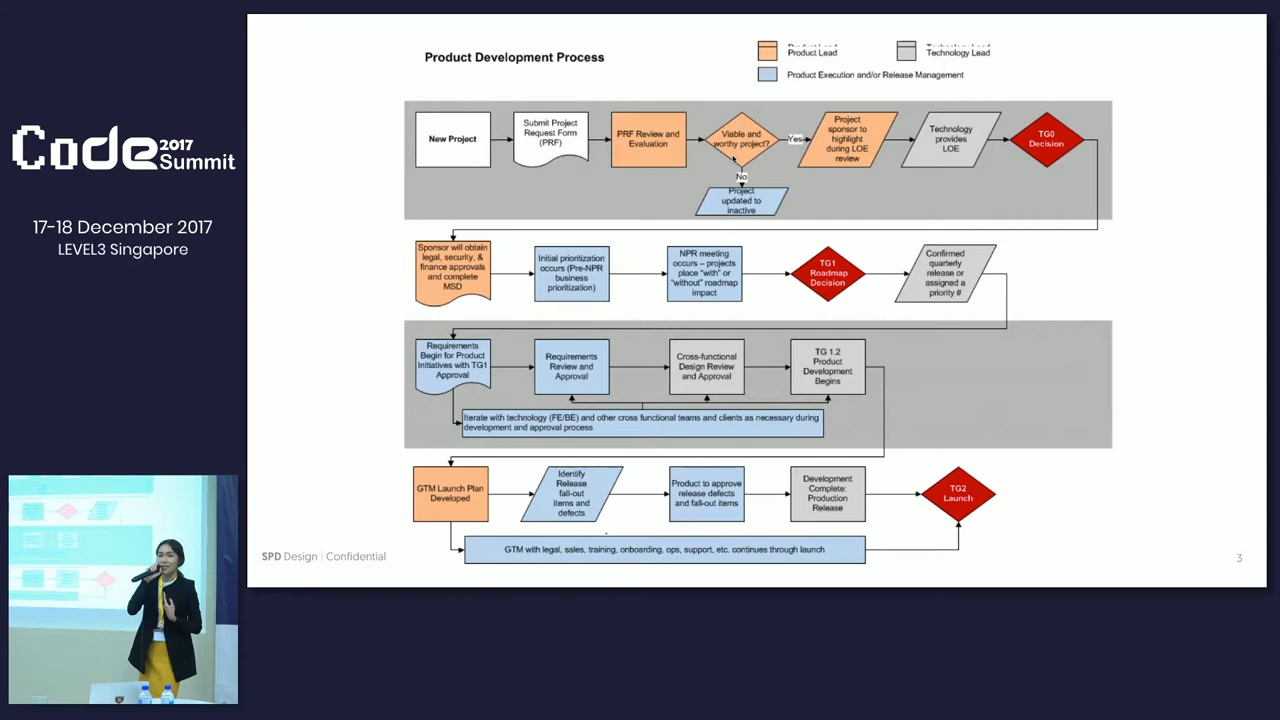 Code
2017
Summit
17-18 December 2017
LEVEL3 Singapore
Product Development Process
Product Lead
Technology Lead
Product Execution and/or Release Management
New Project
Submit Project
Request Form
(PRF)
PRF Review and
Evaluation
Viable and
worthy project?
Yes
No
Project
updated to
inactive
Project
sponsor to
highlight
during LOE
review
Technology
provides
LOE
TG0
Decision
Sponsor will obtain
legal, security, &
finance approvals
and complete
MSD
Initial prioritization
occurs (Pre-NPR
business
prioritization)
NPR meeting
occurs – projects
place "with" or
"without" roadmap
impact
TG1
Roadmap
Decision
Confirmed
quarterly
release or
assigned a
priority #
Requirements
Begin for Product
Initiatives with TG1
Approval
Requirements
Review and
Approval
Cross-functional
Design Review
and Approval
TG 1.2
Product
Development
Begins
Iterate with technology (FE/BE) and other cross functional teams and clients as necessary during
development and approval process
GTM Launch Plan
Developed
Identify
Release
fall-out
items and
defects
Product to approve
release defects
and fall-out items
Development
Complete:
Production
Release
TG2
Launch
GTM with legal, sales, training, onboarding, ops, support, etc. continues through launch
SPD Design | Confidential
3